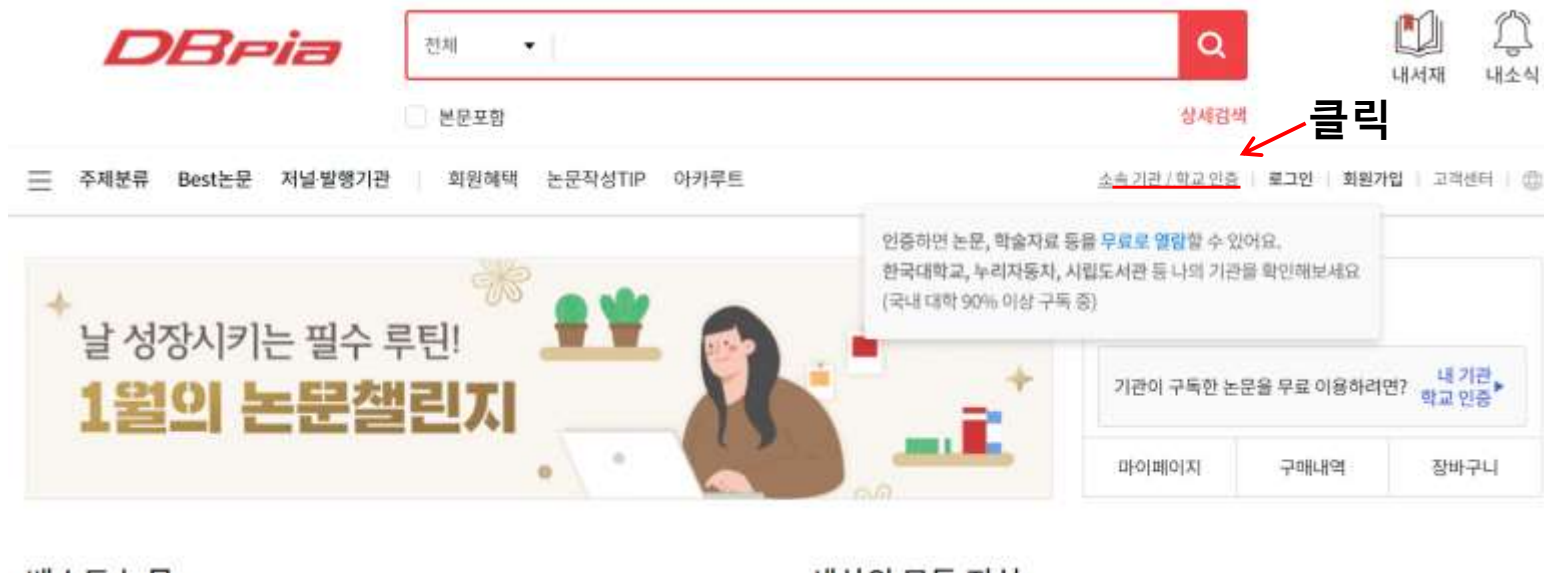 DBpia
전체
내서재 내소식
본문포함
상세검색
클릭
주제분류 Best논문 저널·발행기관 회원혜택 논문작성TIP 아카루트
소속 기관 / 학교 인증 로그인 회원가입 고객센터
인증하면 논문, 학술자료 등을 무료로 열람할 수 있어요.
한국대학교, 누리자동차, 시립도서관 등 나의 기관을 확인해보세요
(국내 대학 90% 이상 구독 중)
날 성장시키는 필수 루틴!
1월의 논문챌린지
기관이 구독한 논문을 무료 이용하려면?
내 기관
학교 인증
마이페이지 구매내역 장바구니